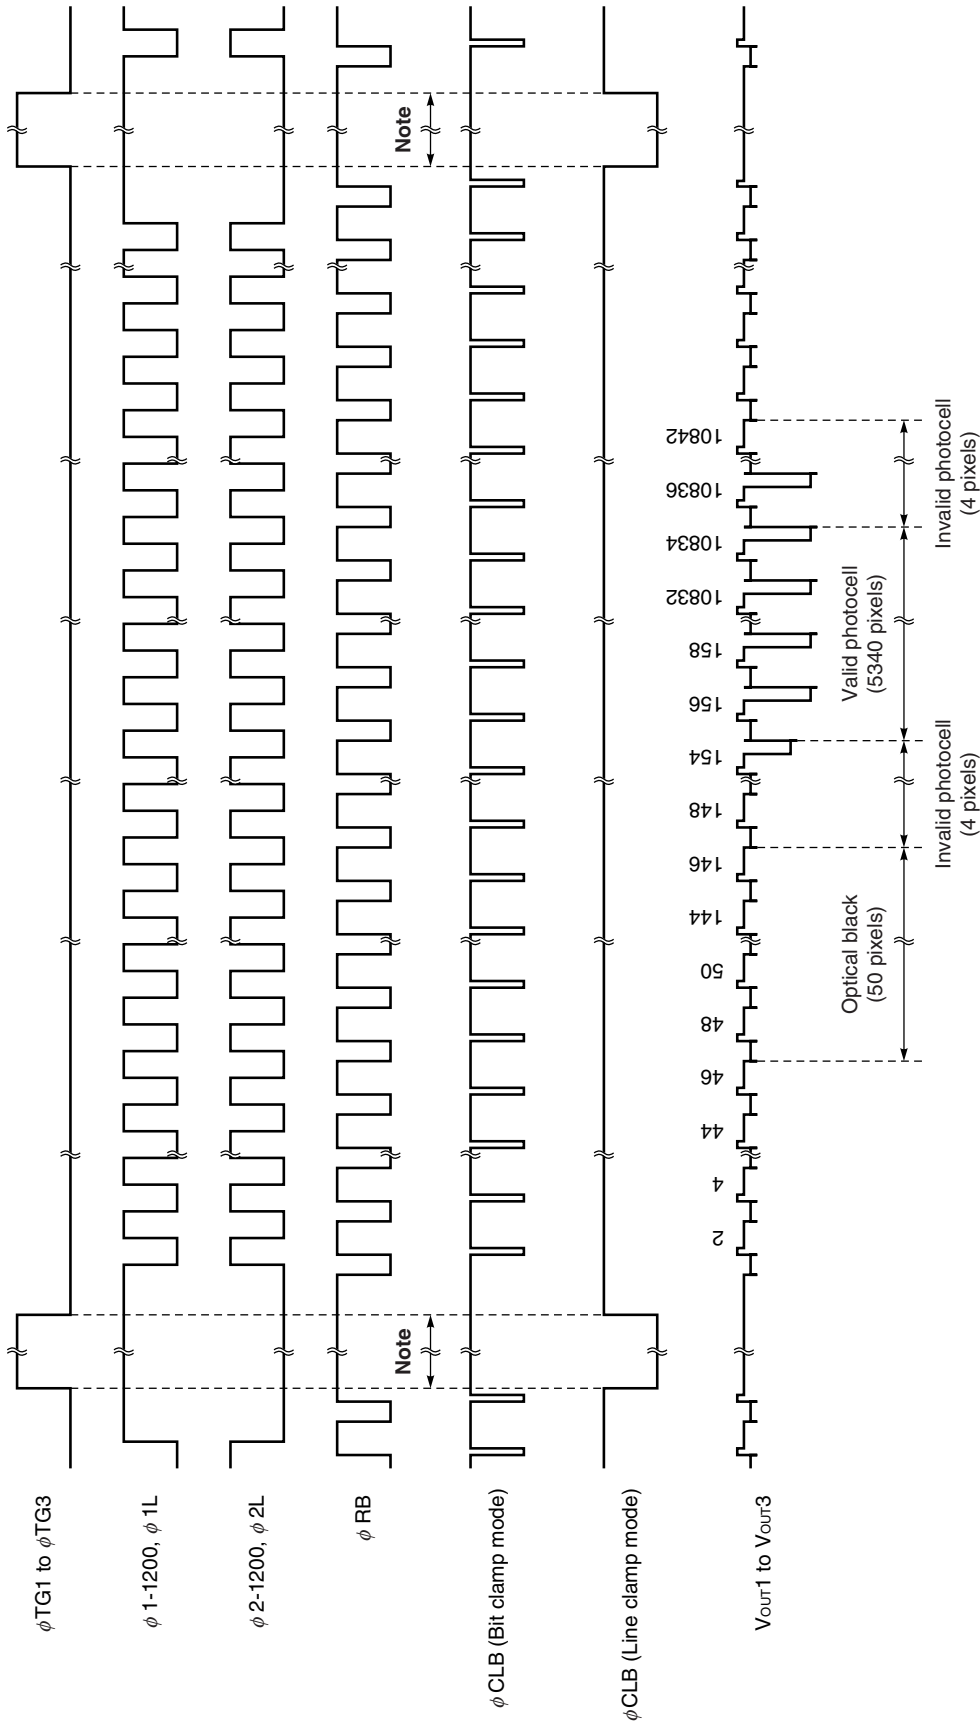 φTG1 to φTG3
φ1-1200, φ1L
φ2-1200, φ2L
φRB
Note
Note
φCLB (Bit clamp mode)
φCLB (Line clamp mode)
VOUT1 to VOUT3
2
4
44
46
48
50
144
146
148
154
156
158
10832
10834
10836
10842
Optical black
(50 pixels)
Invalid photocell
(4 pixels)
Valid photocell
(5340 pixels)
Invalid photocell
(4 pixels)